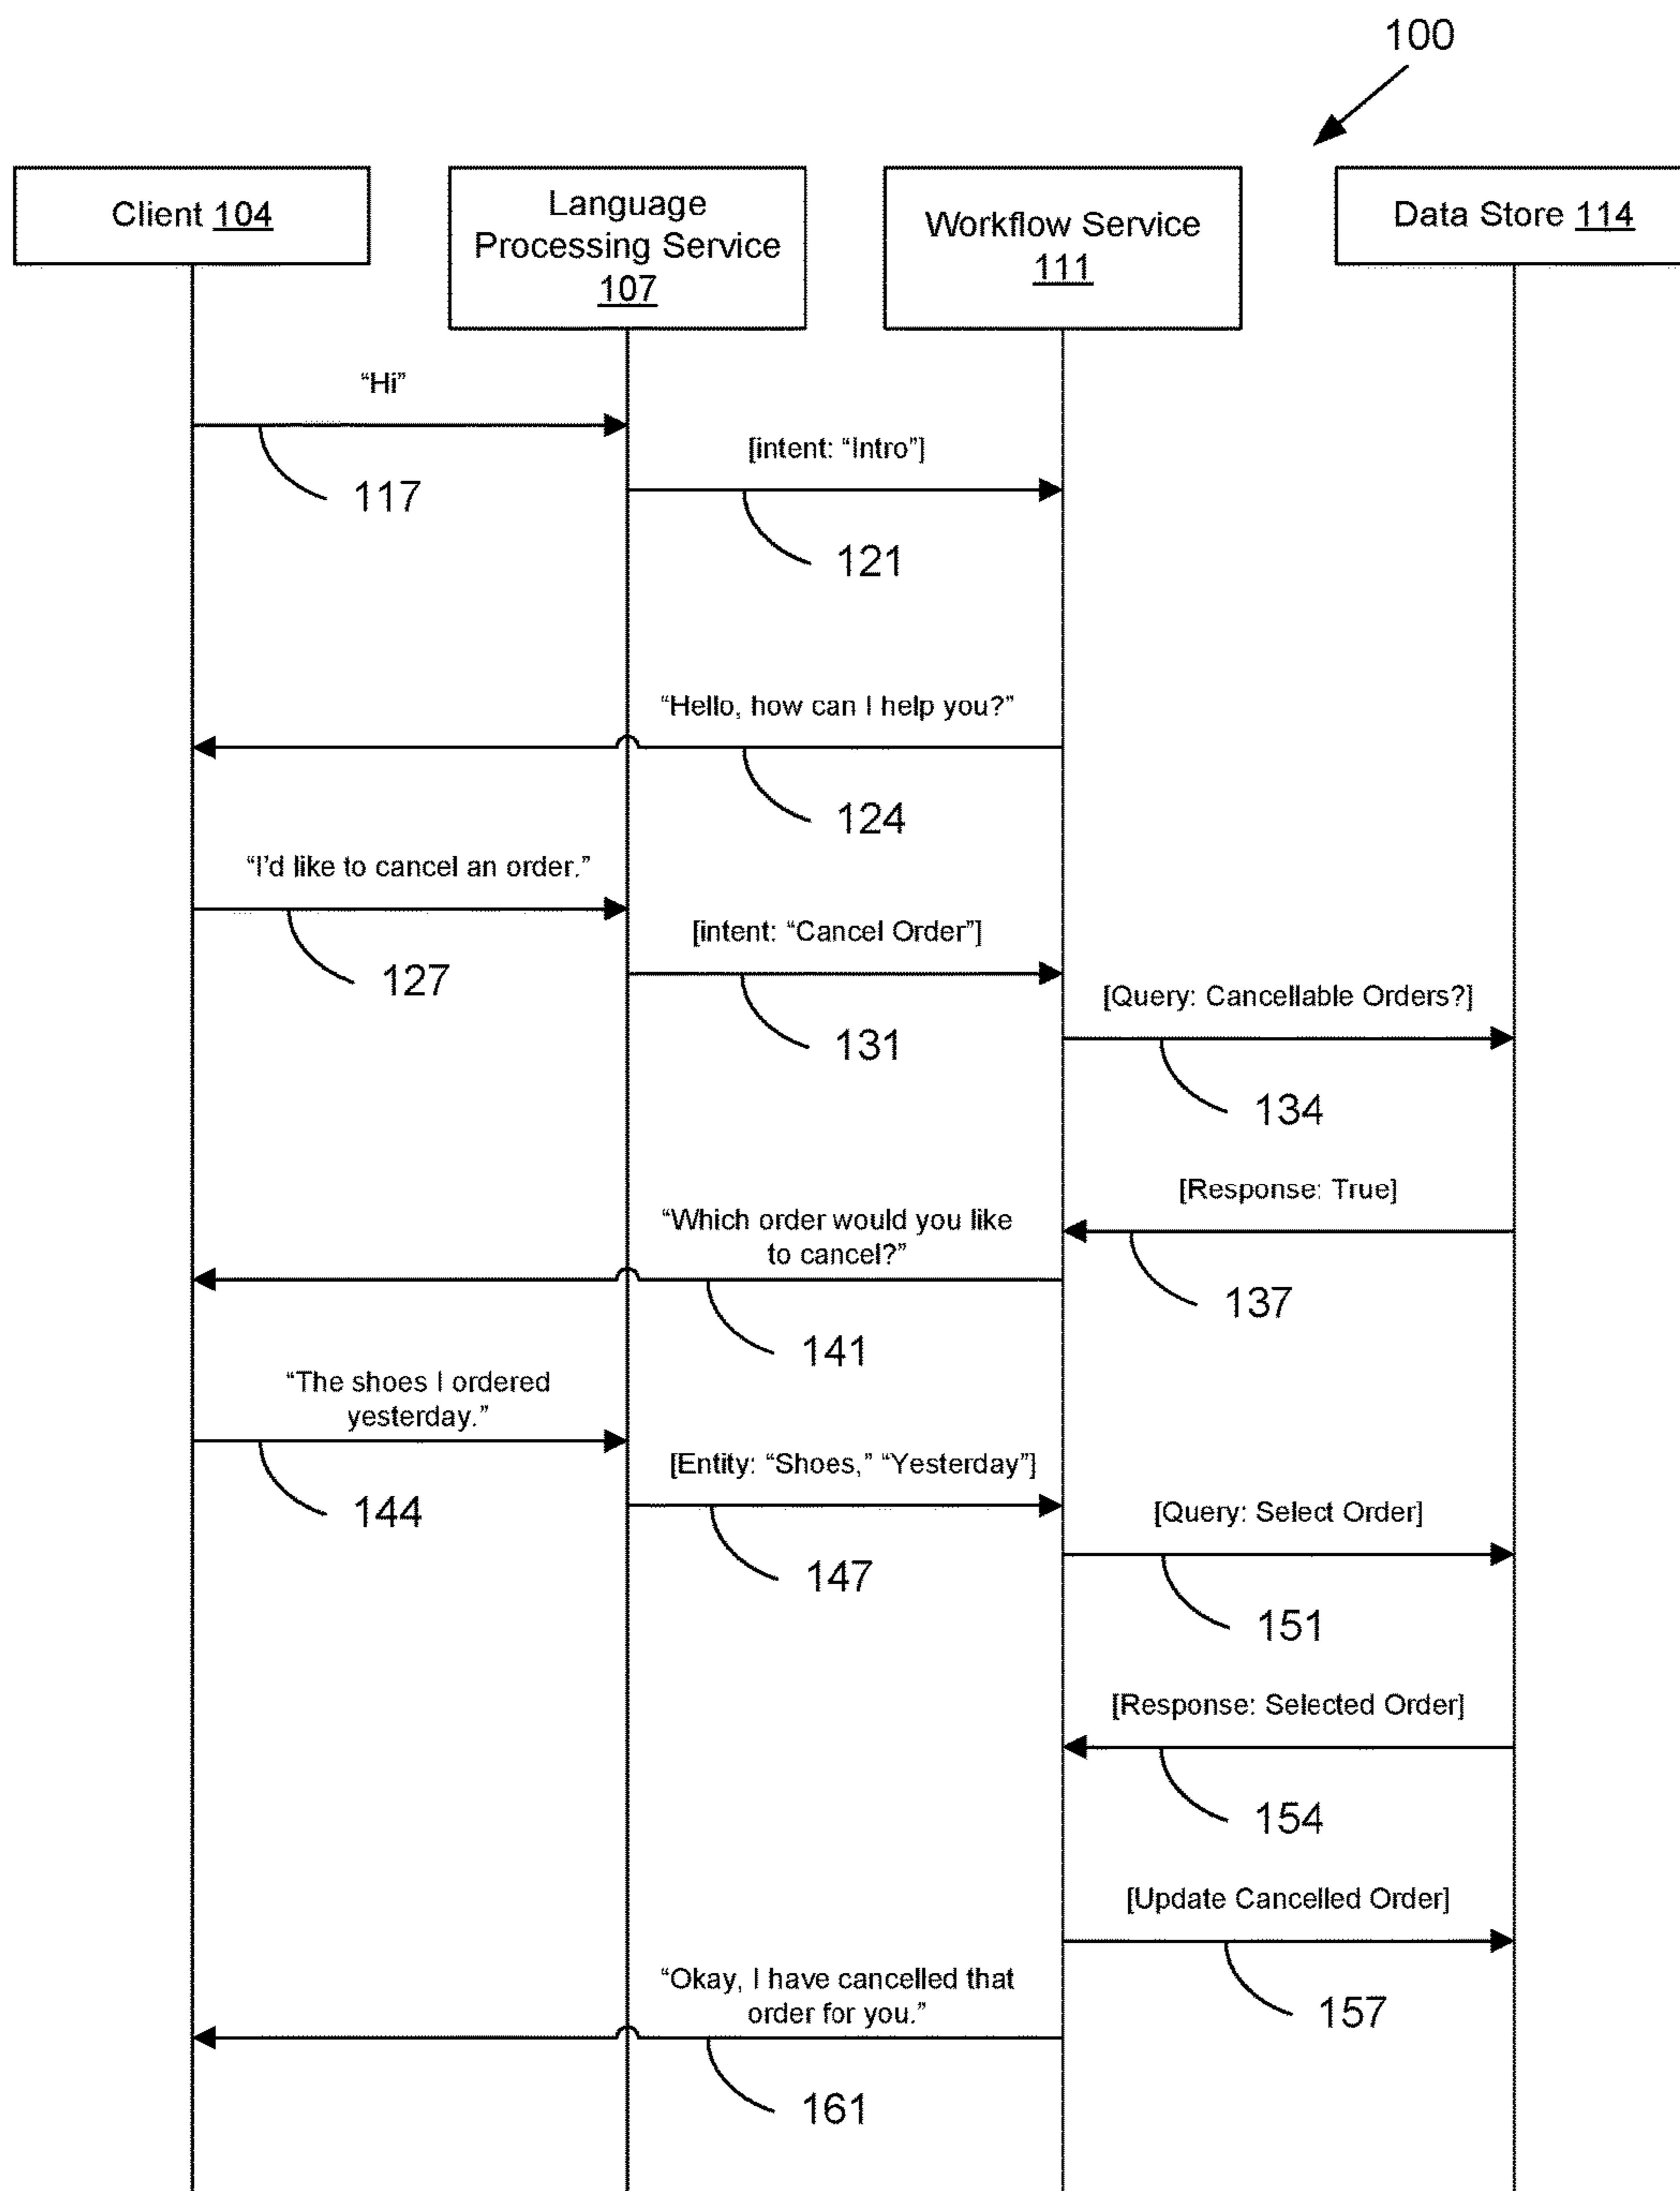 100
Client 104
Language
Processing Service
107
Workflow Service
111
Data Store 114
“Hi”
117
[intent: “Intro”]
121
“Hello, how can I help you?”
124
“I’d like to cancel an order.”
127
[intent: “Cancel Order”]
131
[Query: Cancellable Orders?]
134
[Response: True]
137
“Which order would you like
to cancel?”
141
“The shoes I ordered
yesterday.”
144
[Entity: “Shoes,” “Yesterday”]
147
[Query: Select Order]
151
[Response: Selected Order]
154
[Update Cancelled Order]
157
“Okay, I have cancelled that
order for you.”
161